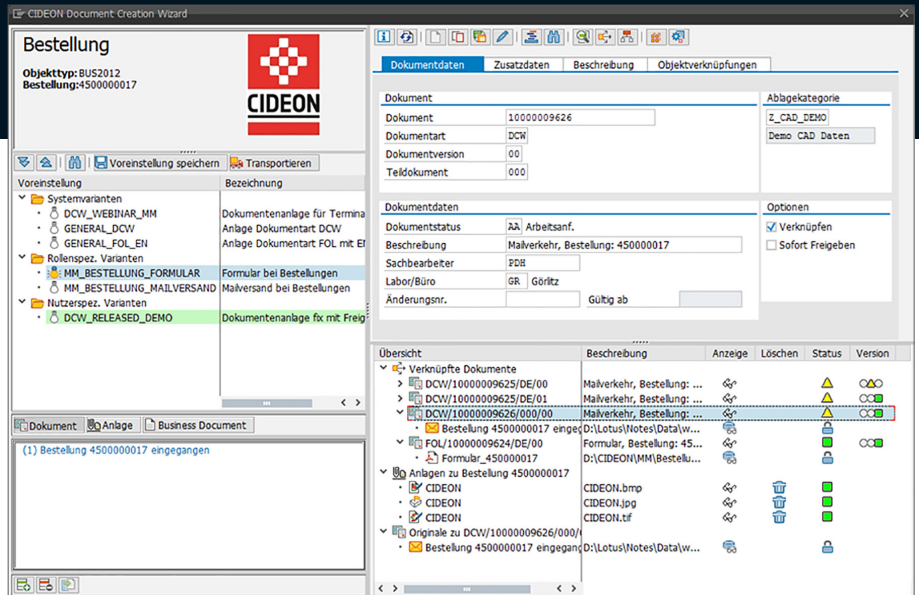 CIDEON Document Creation Wizard
Bestellung
Objekttyp: BUS2012
Bestellung:4500000017
CIDEON
Voreinstellung speichern
Transportieren
Voreinstellung Bezeichnung
Systemvarianten
DCW_WEBINAR_MM Dokumentenanlage für Termina
GENERAL_DCW Anlage Dokumentart DCW
GENERAL_FOL_EN Anlage Dokumentart FOL mit
Rollenspez. Varianten
MM_BESTELLUNG_FORMULAR Formular bei Bestellungen
MM_BESTELLUNG_MAILVERSAND Mailversand bei Bestellungen
Nutzerspez. Varianten
DCW_RELEASED_DEMO Dokumentenanlage fix mit Freig
Dokument Anlage Business Document
(1) Bestellung 4500000017 eingegangen
Dokumentdaten Zusatzdaten Beschreibung Objektverknüpfungen
Dokument
Dokument 10000009626
Dokumentart DCW
Dokumentversion 00
Teildokument 000
Ablagekategorie
Z_CAD_DEMO
Demo CAD Daten
Dokumentdaten
Dokumentstatus AA Arbeitsanf.
Beschreibung Mailverkehr, Bestellung: 450000017
Sachbearbeiter PDH
Labor/Büro GR Görlitz
Änderungsnr. Gültig ab
Optionen
Verknüpfen
Sofort Freigeben
Übersicht Beschreibung Anzeige Löschen Status Version
Verknüpfte Dokumente
DCW/10000009625/DE/00 Mailverkehr, Bestellung: ...
DCW/10000009625/DE/01 Mailverkehr, Bestellung: ...
DCW/10000009626/000/00 Mailverkehr, Bestellung: ...
Bestellung 4500000017 eingeg D:\Lotus\Notes\Data\w...
FOL/10000009624/DE/00 Formular, Bestellung: 45...
Formular_450000017 D:\CIDEON\MM\Bestellu...
Anlagen zu Bestellung 4500000017
CIDEON CIDEON.bmp
CIDEON CIDEON.jpg
CIDEON CIDEON.tif
Originale zu DCW/10000009626/000/
Bestellung 4500000017 eingegang D:\Lotus\Notes\Data\w...